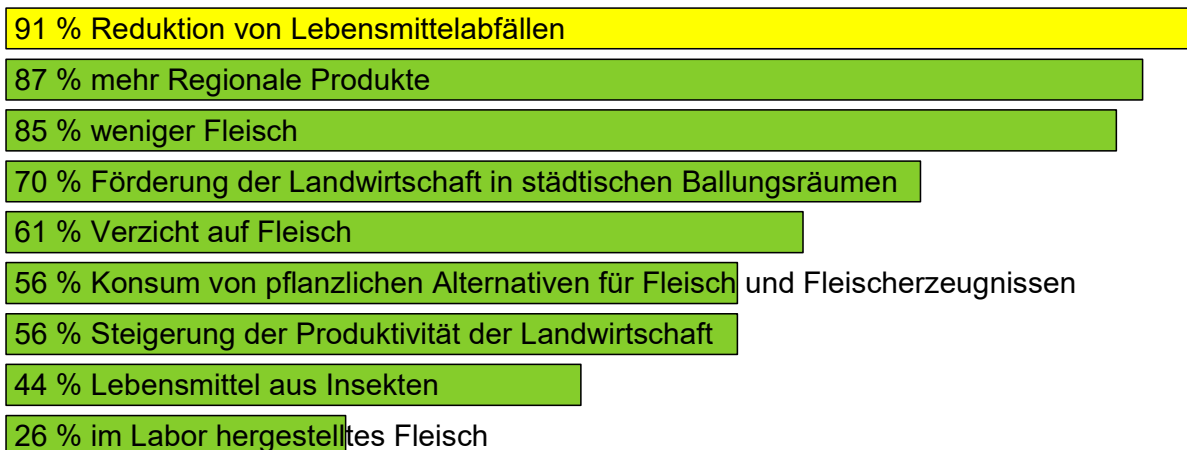 91 % Reduktion von Lebensmittelabfällen
87 % mehr Regionale Produkte
85 % weniger Fleisch
70 % Förderung der Landwirtschaft in städtischen Ballungsräumen
61 % Verzicht auf Fleisch
56 % Konsum von pflanzlichen Alternativen für Fleisch und Fleischerzeugnissen
56 % Steigerung der Produktivität der Landwirtschaft
44 % Lebensmittel aus Insekten
26 % im Labor hergestelltes Fleisch